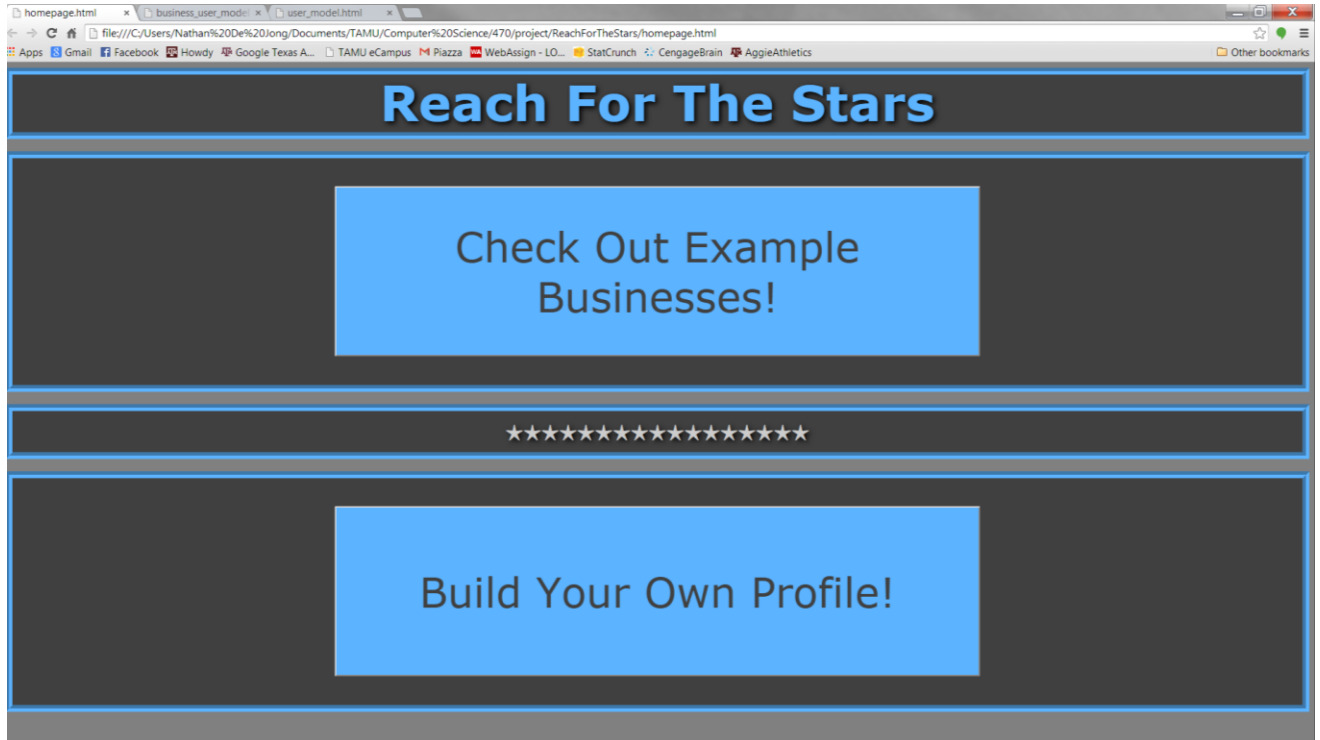 homepage.html × business_user_model × user_model.html ×
file:///C:/Users/Nathan%20De%20Jong/Documents/TAMU/Computer%20Science/470/project/ReachForTheStars/homepage.html
Apps Gmail Facebook Howdy Google Texas A... TAMU eCampus Piazza WebAssign - LO... StatCrunch CengageBrain AggieAthletics Other bookmarks
Reach For The Stars
Check Out Example
Businesses!
★★★★★★★★★★★★★★★★★
Build Your Own Profile!